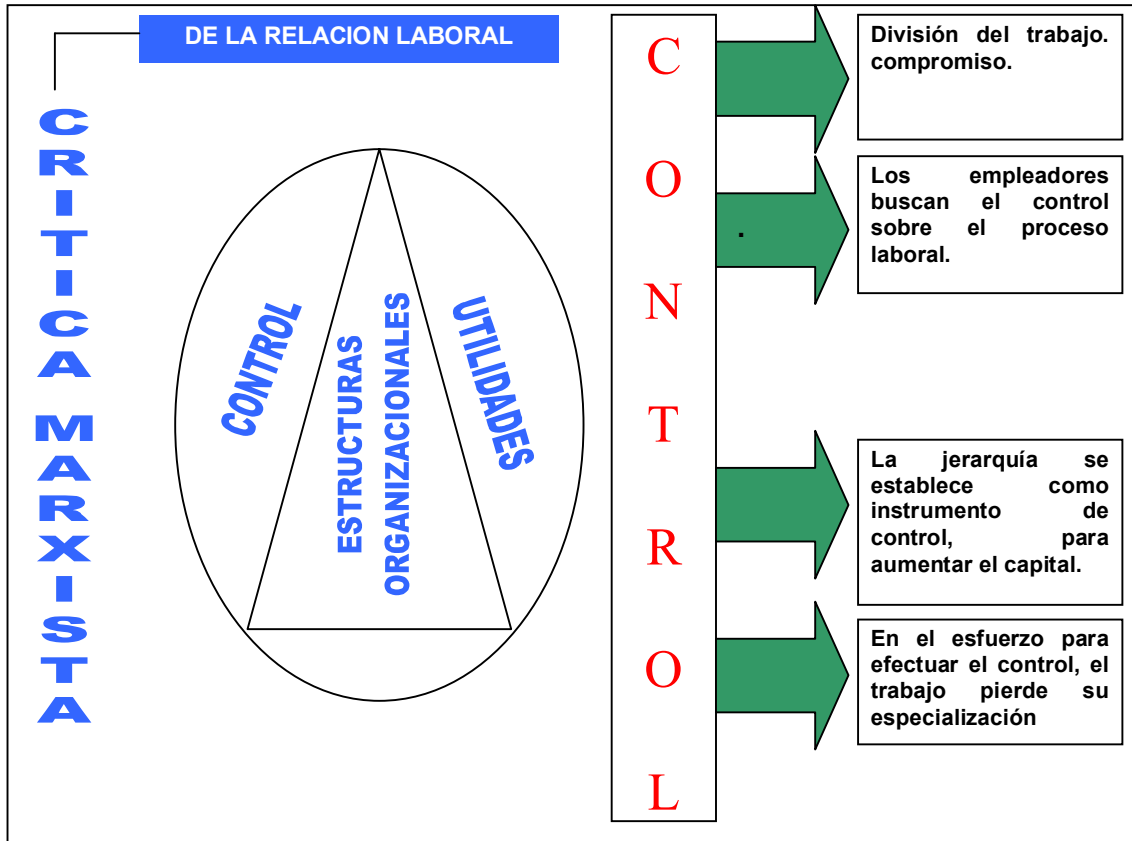 CRITICA MARXISTA
DE LA RELACION LABORAL
CONTROL
ESTRUCTURAS
ORGANIZACIONALES
UTILIDADES
CONTROL
División del trabajo.
compromiso.
.
Los empleadores
buscan el control
sobre el proceso
laboral.
La jerarquía se
establece como
instrumento de
control, para
aumentar el capital.
En el esfuerzo para
efectuar el control, el
trabajo pierde su
especialización